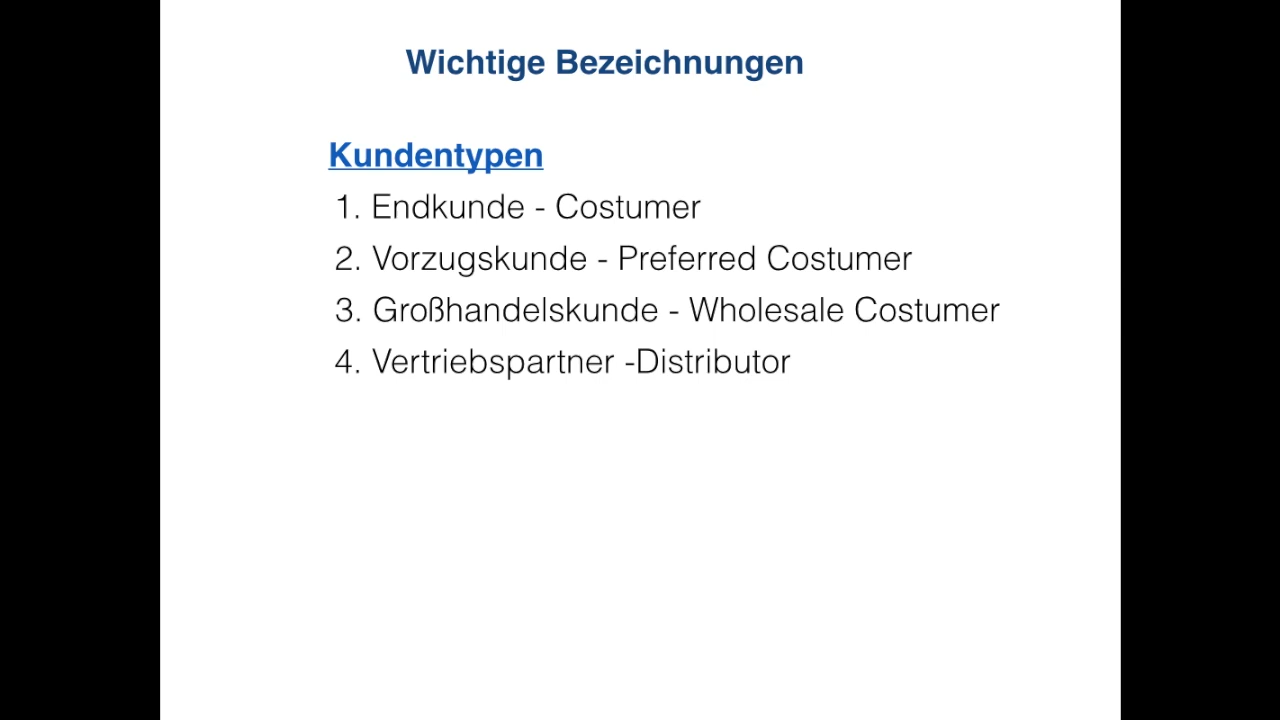 Wichtige Bezeichnungen
Kundentypen
1. Endkunde - Costumer
2. Vorzugskunde - Preferred Costumer
3. Großhandelskunde - Wholesale Costumer
4. Vertriebspartner -Distributor